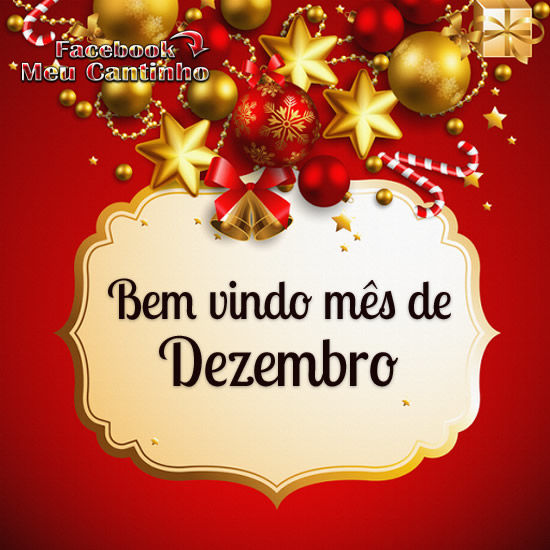 Facebook
Meu Cantinho
Bem vindo mês de
Dezembro